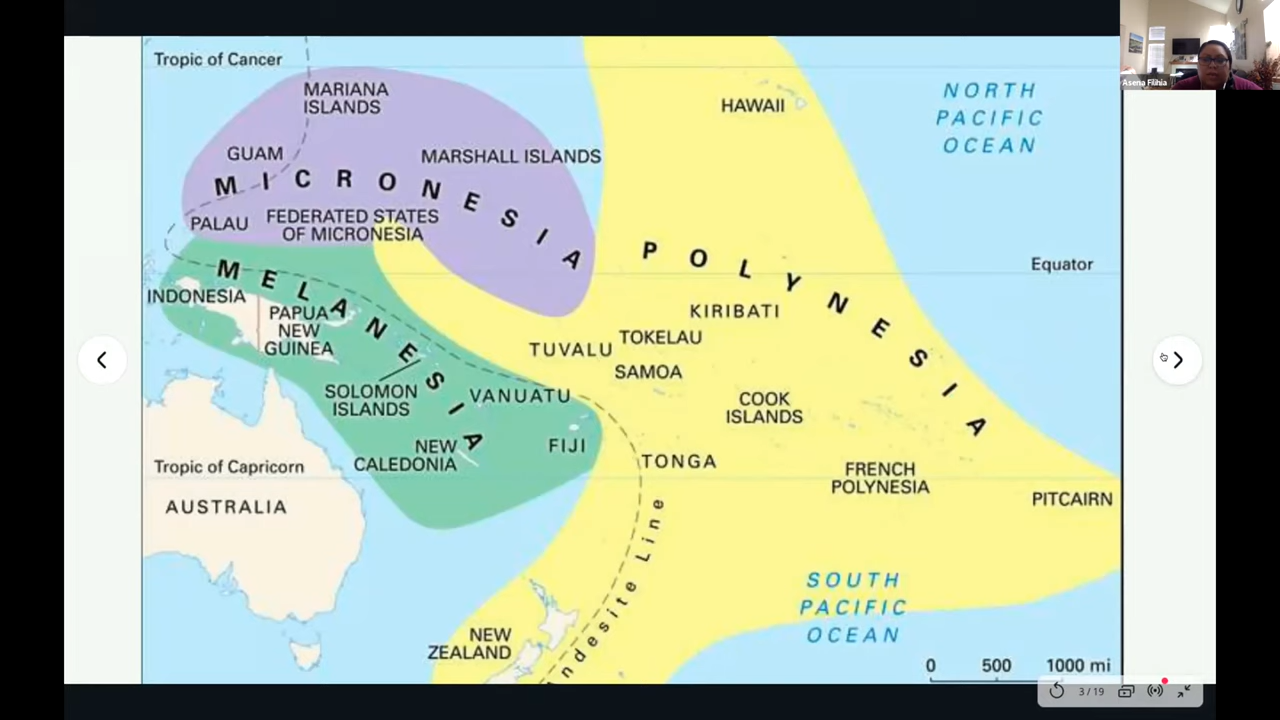 Asena Filihia
Tropic of Cancer
MARIANA
ISLANDS
HAWAII
NORTH
PACIFIC
OCEAN
GUAM
MARSHALL ISLANDS
MICRONESIA
PALAU
FEDERATED STATES
OF MICRONESIA
POLYNESIA
Equator
MELANESIA
INDONESIA
PAPUA
NEW
GUINEA
KIRIBATI
TUVALU
TOKELAU
SAMOA
SOLOMON
ISLANDS
VANUATU
COOK
ISLANDS
NEW
CALEDONIA
FIJI
TONGA
Tropic of Capricorn
AUSTRALIA
FRENCH
POLYNESIA
PITCAIRN
Andesite Line
SOUTH
PACIFIC
OCEAN
NEW
ZEALAND
0 500 1000 mi
3 / 19